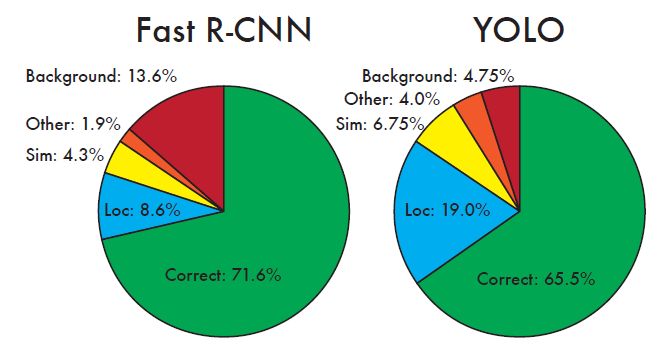 Fast R-CNN
Background: 13.6%
Other: 1.9%
Sim: 4.3%
Loc: 8.6%
Correct: 71.6%
YOLO
Background: 4.75%
Other: 4.0%
Sim: 6.75%
Loc: 19.0%
Correct: 65.5%